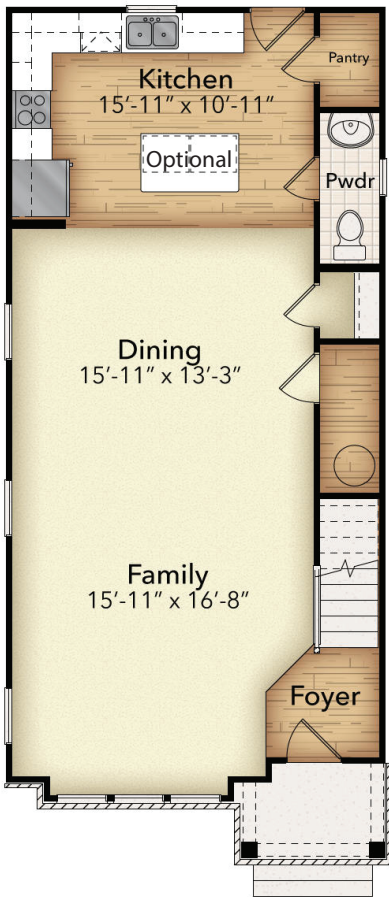 Kitchen
15’-11” x 10’-11”
Pantry
Optional
Pwdr
Dining
15’-11” x 13’-3”
Family
15’-11” x 16’-8”
Foyer